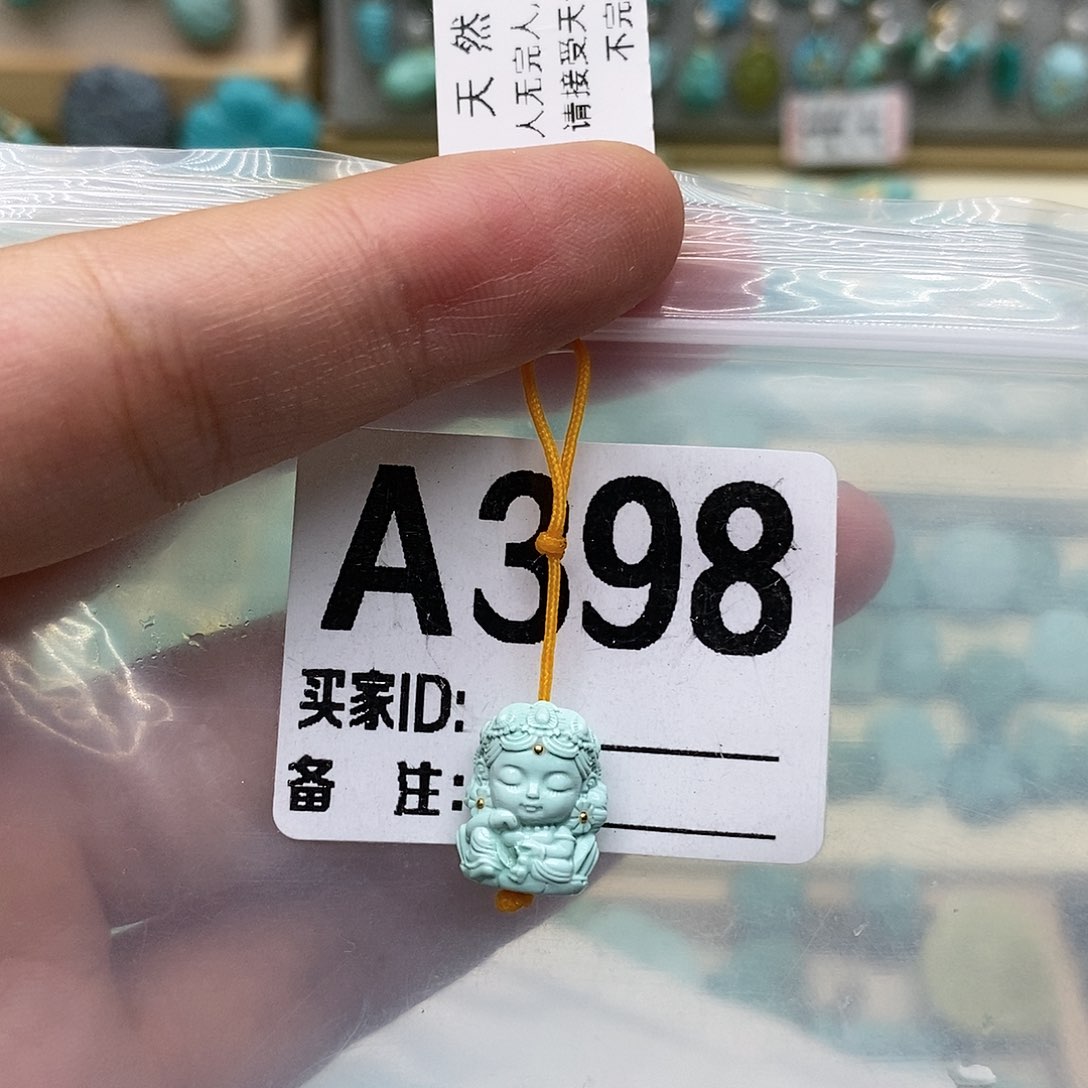 天然
人无完人
请接受天
不完
A398
买家ID:
备 注: